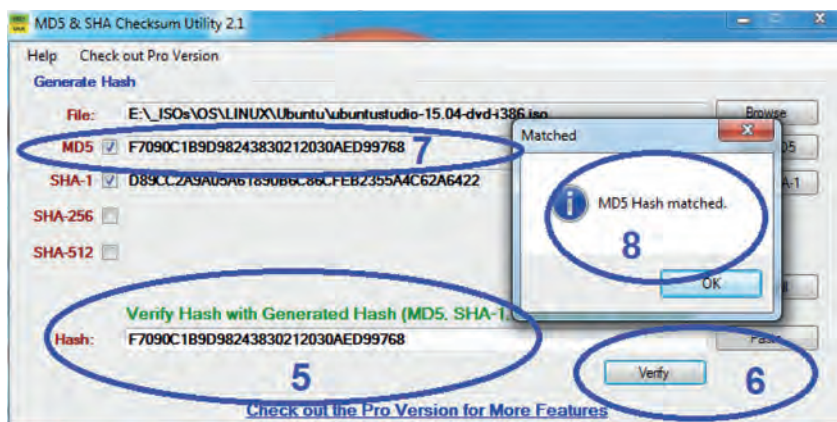 MD5 & SHA Checksum Utility 2.1
Help Check out Pro Version
Generate Hash
File: E:\_ISOs\OS\LINUX\Ubuntu\ubuntustudio-15.04-dvd-i386.iso Browse
Matched
MD5 F7090C1B9D98243830212030AED99768 7
SHA-1 D89CC2A9A05A61890B6C86CFEB2355A4C62A6422
SHA-256
MD5 Hash matched.
8
SHA-512
OK
Verify Hash with Generated Hash (MD5, SHA-1
Hash: F7090C1B9D98243830212030AED99768 Paste
5
Verify 6
Check out the Pro Version for More Features